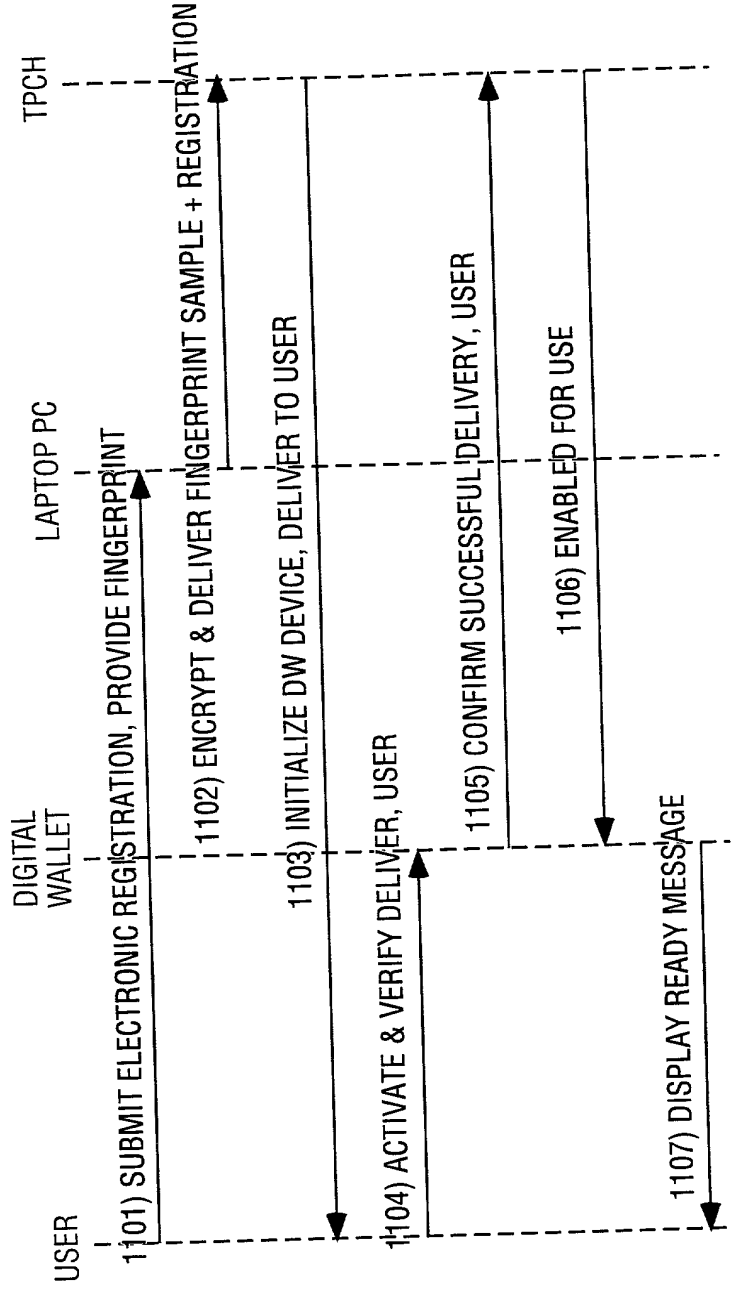 USER
DIGITAL
WALLET
LAPTOP PC
TPCH
1101) SUBMIT ELECTRONIC REGISTRATION, PROVIDE FINGERPRINT
1102) ENCRYPT & DELIVER FINGERPRINT SAMPLE + REGISTRATION
1103) INITIALIZE DW DEVICE, DELIVER TO USER
1104) ACTIVATE & VERIFY DELIVER, USER
1105) CONFIRM SUCCESSFUL DELIVERY, USER
1106) ENABLED FOR USE
1107) DISPLAY READY MESSAGE